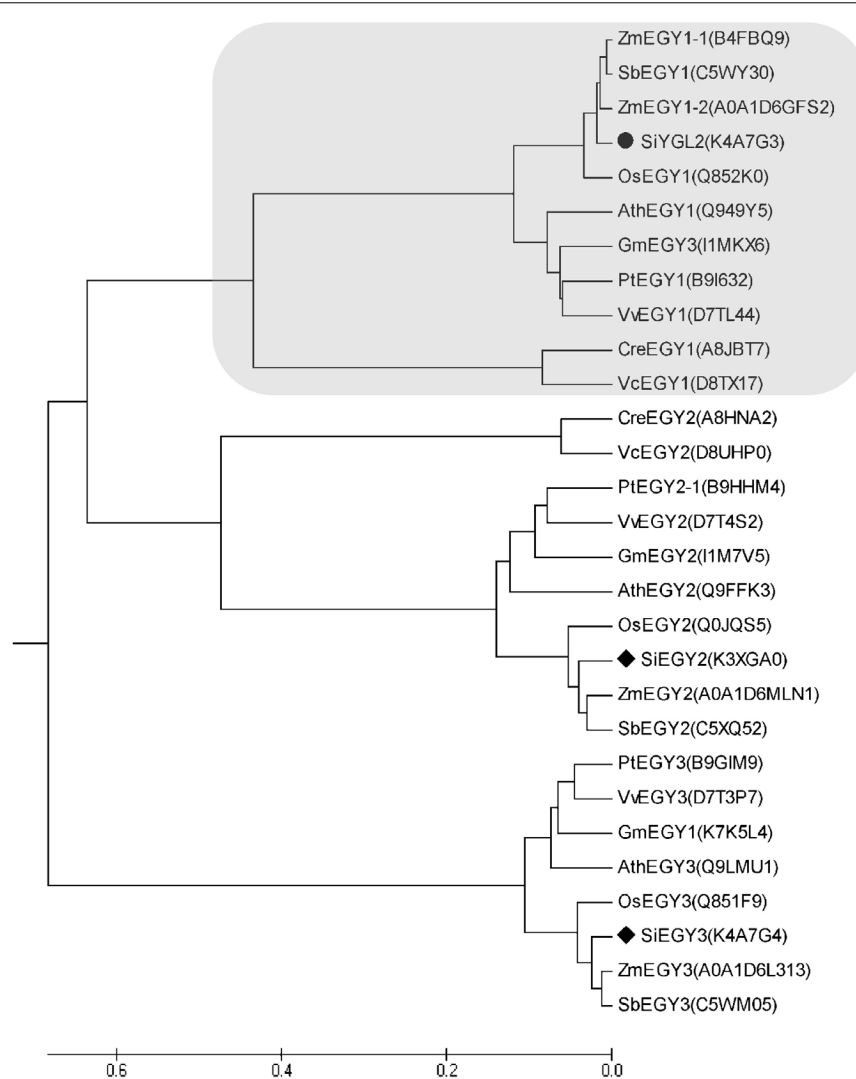 ZmEGY1-1(B4FBQ9)
SbEGY1(C5WY30)
ZmEGY1-2(A0A1D6GFS2)
SiYGL2(K4A7G3)
OsEGY1(Q852K0)
AthEGY1(Q949Y5)
GmEGY3(I1MKX6)
PtEGY1(B9I632)
VvEGY1(D7TL44)
CreEGY1(A8JBT7)
VcEGY1(D8TX17)
CreEGY2(A8HNA2)
VcEGY2(D8UHP0)
PtEGY2-1(B9HHM4)
VvEGY2(D7T4S2)
GmEGY2(I1M7V5)
AthEGY2(Q9FFK3)
OsEGY2(Q0JQS5)
SiEGY2(K3XGA0)
ZmEGY2(A0A1D6MLN1)
SbEGY2(C5XQ52)
PtEGY3(B9GIM9)
VvEGY3(D7T3P7)
GmEGY1(K7K5L4)
AthEGY3(Q9LMU1)
OsEGY3(Q851F9)
SiEGY3(K4A7G4)
ZmEGY3(A0A1D6L313)
SbEGY3(C5WM05)
0.6 0.4 0.2 0.0